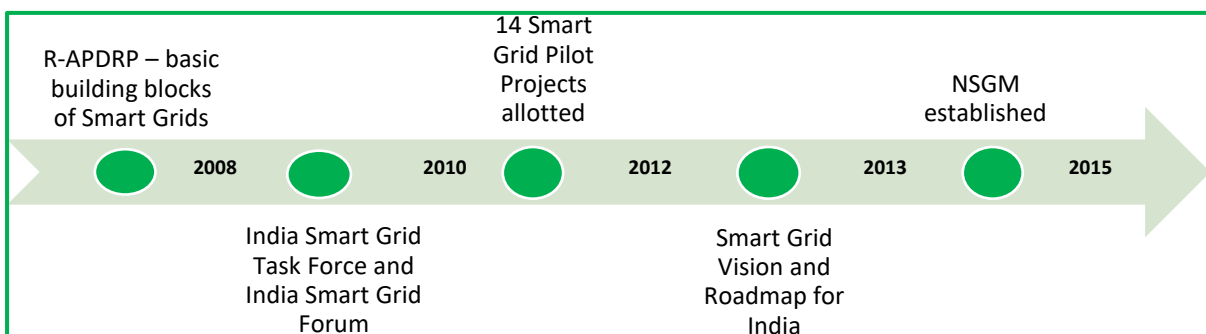 R-APDRP – basic
building blocks
of Smart Grids
2008
India Smart Grid
Task Force and
India Smart Grid
Forum
2010
14 Smart
Grid Pilot
Projects
allotted
2012
Smart Grid
Vision and
Roadmap for
India
2013
NSGM
established
2015